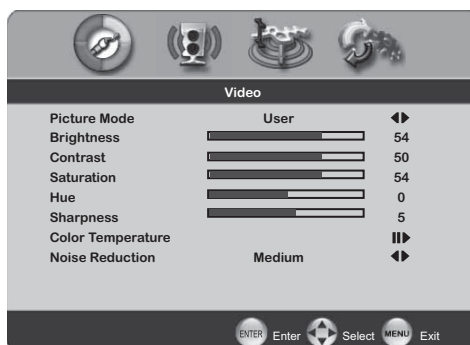 Video
Picture Mode User
Brightness 54
Contrast 50
Saturation 54
Hue 0
Sharpness 5
Color Temperature
Noise Reduction Medium
ENTER Enter Select MENU Exit